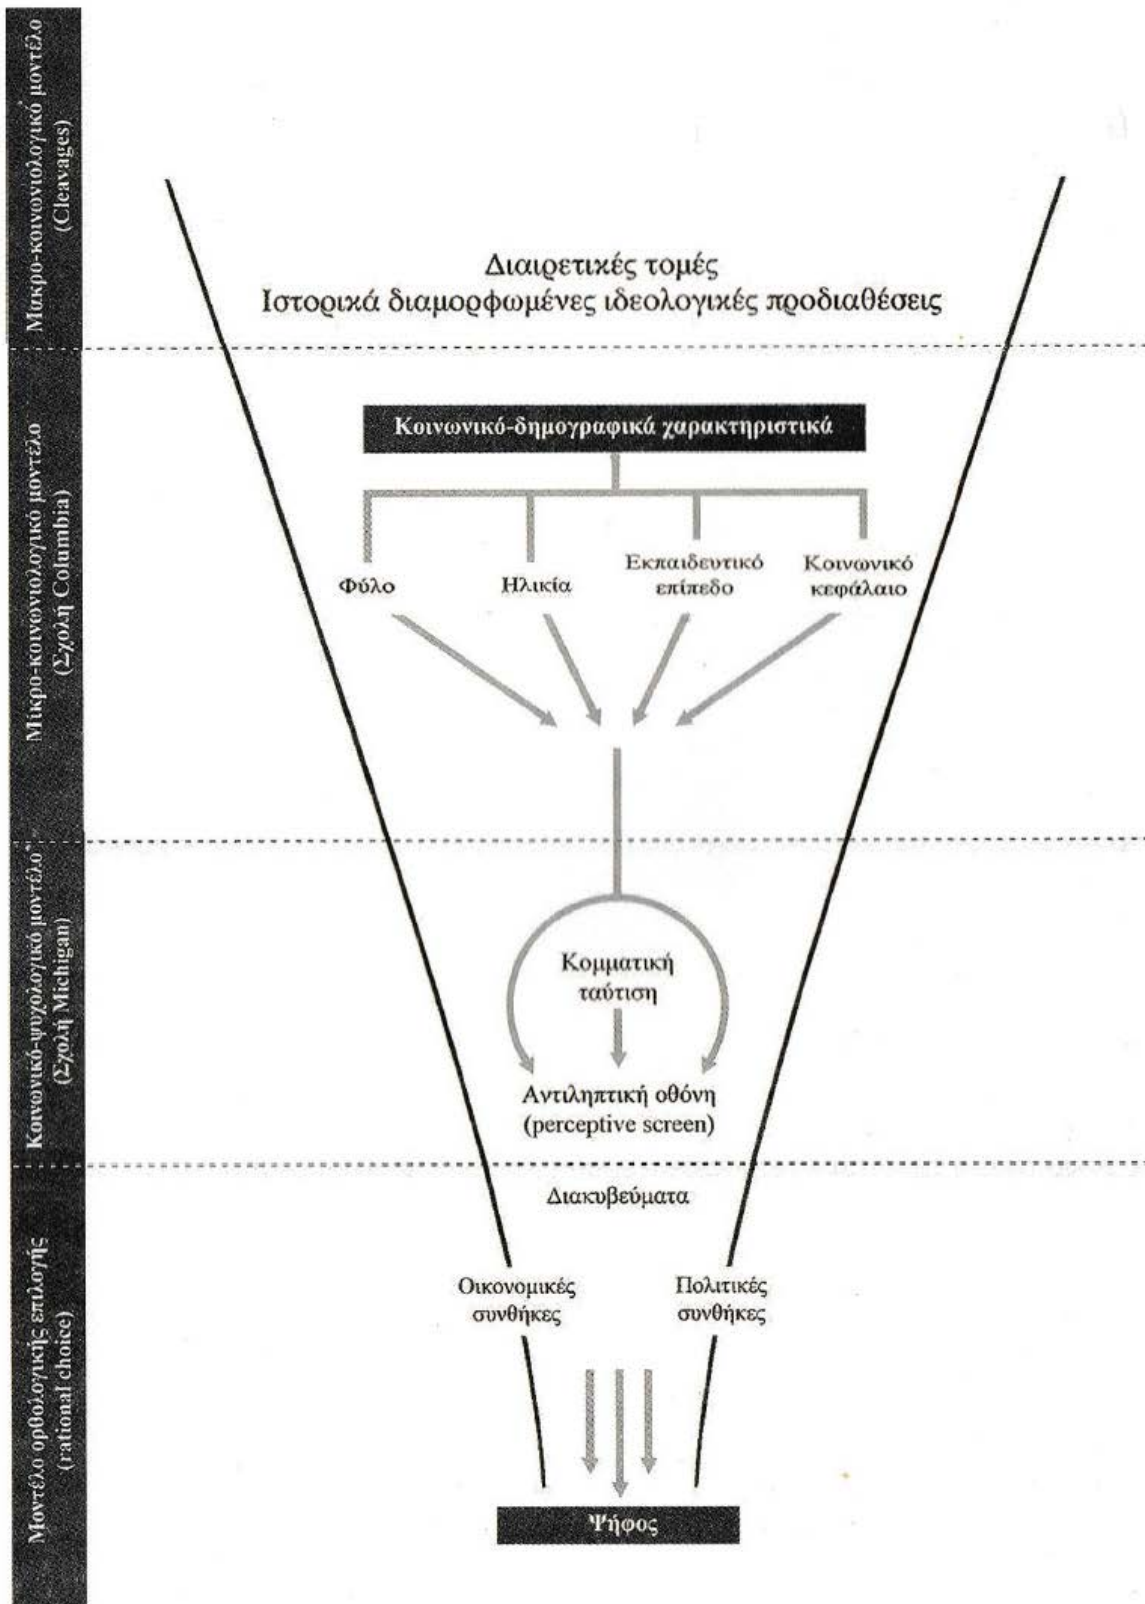 Μακρο-κοινωνιολογικό μοντέλο
(Cleavages)
Διαιρετικές τομές
Ιστορικά διαμορφωμένες ιδεολογικές προδιαθέσεις
Μίκρο-κοινωνιολογικό μοντέλο
(Σχολή Columbia)
Κοινωνικό-δημογραφικά χαρακτηριστικά
Φύλο
Ηλικία
Εκπαιδευτικό
επίπεδο
Κοινωνικό
κεφάλαιο
Κοινωνικό-ψυχολογικό μοντέλο
(Σχολή Michigan)
Κομματική
ταύτιση
Αντιληπτική οθόνη
(perceptive screen)
Μοντέλο ορθολογικής επιλογής
(rational choice)
Διακυβεύματα
Οικονομικές
συνθήκες
Πολιτικές
συνθήκες
Ψήφος